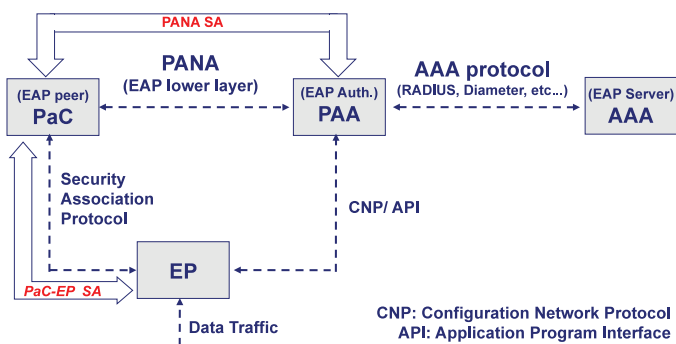 PANA SA
PANA
(EAP lower layer)
AAA protocol
(RADIUS, Diameter, etc...)
(EAP peer)
PaC
(EAP Auth.)
PAA
(EAP Server)
AAA
Security
Association
Protocol
CNP/ API
EP
PaC-EP SA
Data Traffic
CNP: Configuration Network Protocol
API: Application Program Interface